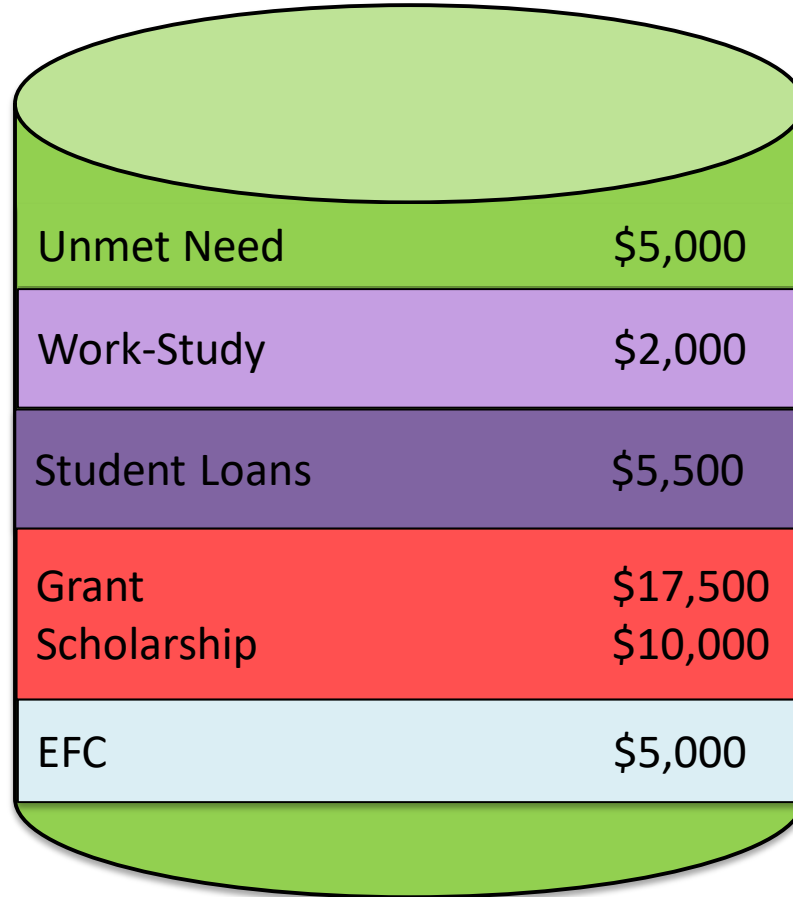 Unmet Need $5,000
Work-Study $2,000
Student Loans $5,500
Grant $17,500
Scholarship $10,000
EFC $5,000